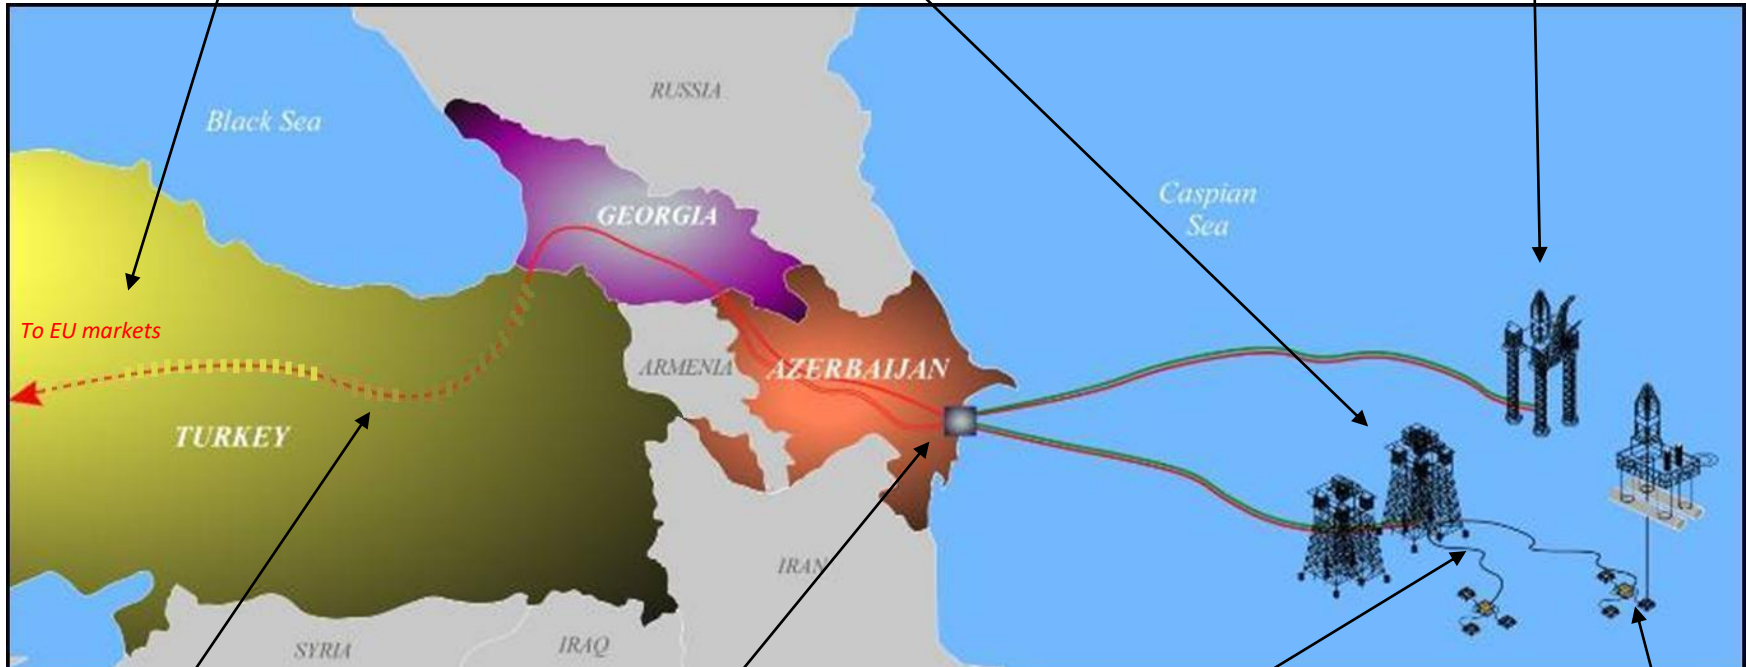 RUSSIA
Black Sea
Caspian
Sea
GEORGIA
To EU markets
ARMENIA
AZERBAIJAN
TURKEY
IRAN
SYRIA
IRAQ